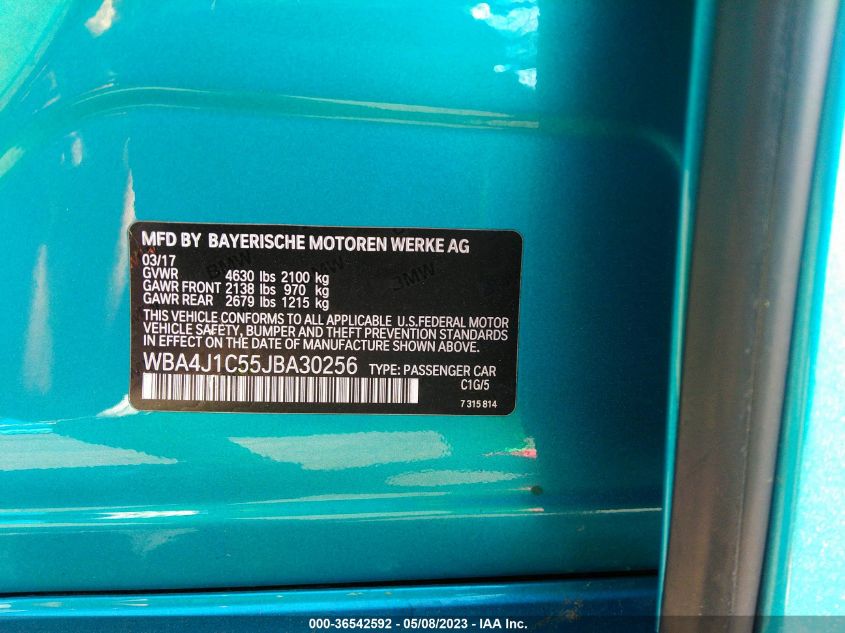 MFD BY BAYERISCHE MOTOREN WERKE AG
03/17
GVWR 4630 lbs 2100 kg
GAWR FRONT 2138 lbs 970 kg
GAWR REAR 2679 lbs 1215 kg
THIS VEHICLE CONFORMS TO ALL APPLICABLE U.S.FEDERAL MOTOR
VEHICLE SAFETY, BUMPER AND THEFT PREVENTION STANDARDS
IN EFFECT ON THE DATE OF MANUFACTURE SHOWN ABOVE.
WBA4J1C55JBA30256 TYPE: PASSENGER CAR
C1G/5
7 315 814
BMW
BMW
000-36542592 - 05/08/2023 - IAA Inc.